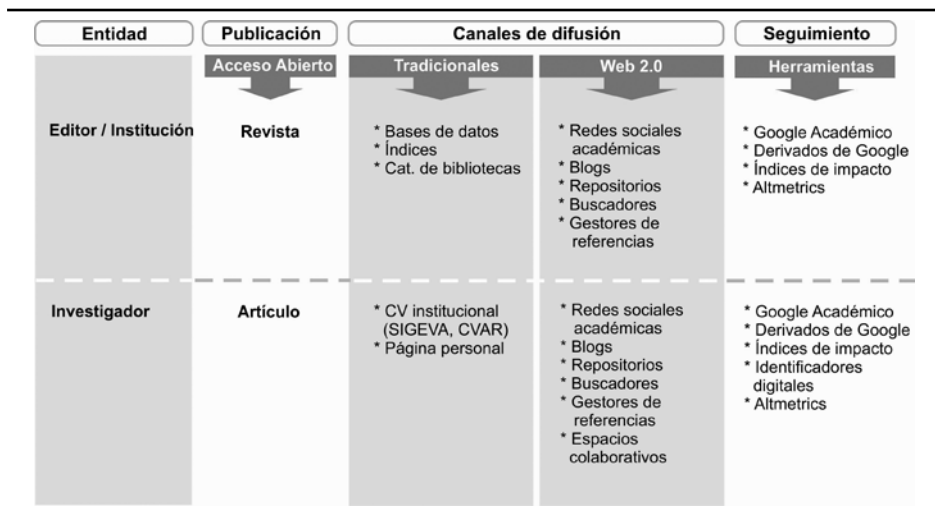 Entidad
Publicación
Canales de difusión
Seguimiento
Acceso Abierto
Tradicionales
Web 2.0
Herramientas
Editor / Institución
Revista
* Bases de datos
* Índices
* Cat. de bibliotecas
* Redes sociales
académicas
* Blogs
* Repositorios
* Buscadores
* Gestores de
referencias
* Google Académico
* Derivados de Google
* Índices de impacto
* Altmetrics
Investigador
Artículo
* CV institucional
(SIGEVA, CVAR)
* Página personal
* Redes sociales
académicas
* Blogs
* Repositorios
* Buscadores
* Gestores de
referencias
* Espacios
colaborativos
* Google Académico
* Derivados de Google
* Índices de impacto
* Identificadores
digitales
* Altmetrics